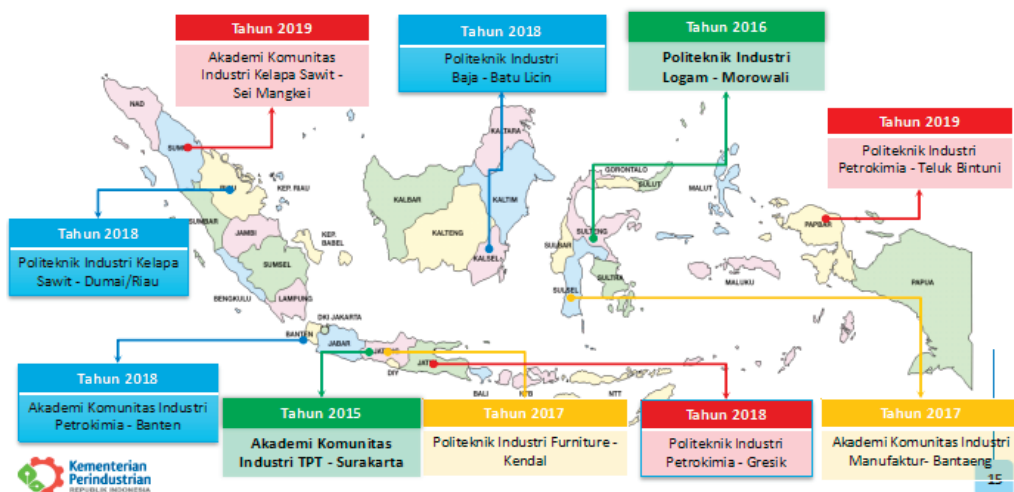 Tahun 2019
Akademi Komunitas
Industri Kelapa Sawit -
Sei Mangkei
Tahun 2018
Politeknik Industri
Baja - Batu Licin
Tahun 2016
Politeknik Industri
Logam - Morowali
Tahun 2019
Politeknik Industri
Petrokimia - Teluk Bintuni
NAD
KALTARA
GORONTALO
SULUT
MALUT
KEP. RIAU
KALBAR
KALTIM
SUMBAR
PAPBAR
Tahun 2018
Politeknik Industri Kelapa
Sawit - Dumai/Riau
JAMBI
KEP.
BABEL
KALTENG
SULTENG
SULBAR
SUMSEL
KALSEL
SULTRA
MALUKU
PAPUA
BENGKULU
LAMPUNG
SULSEL
DKI JAKARTA
BANTEN
JABAR
DIY
BALI
NTT
Tahun 2018
Akademi Komunitas Industri
Petrokimia - Banten
Tahun 2015
Akademi Komunitas
Industri TPT - Surakarta
Tahun 2017
Politeknik Industri Furniture -
Kendal
Tahun 2018
Politeknik Industri
Petrokimia - Gresik
Tahun 2017
Akademi Komunitas Industri
Manufaktur- Bantaeng
Kementerian
Perindustrian
REPUBLIK INDONESIA
15